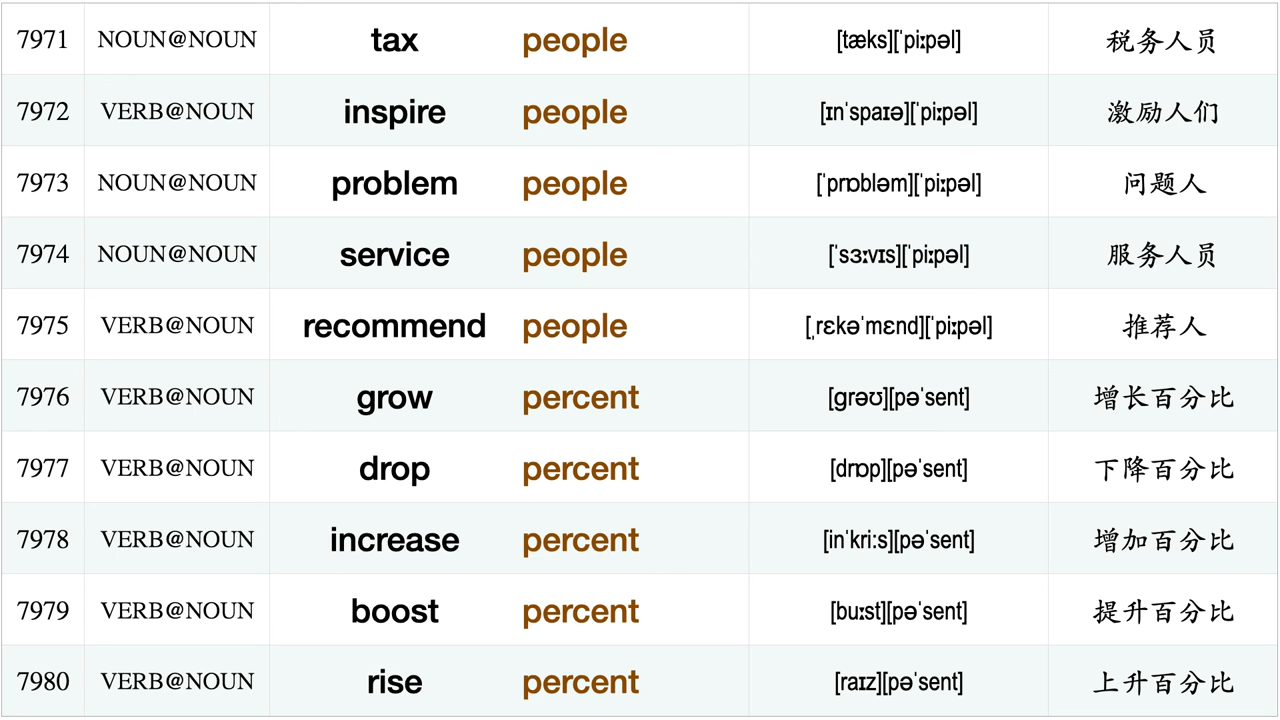 7971 NOUN@NOUN tax people [tæks][ˈpiːpəl] 税务人员
7972 VERB@NOUN inspire people [ɪnˈspaɪə][ˈpiːpəl] 激励人们
7973 NOUN@NOUN problem people [ˈprɒbləm][ˈpiːpəl] 问题人
7974 NOUN@NOUN service people [ˈsɜːvɪs][ˈpiːpəl] 服务人员
7975 VERB@NOUN recommend people [ˌrɛkəˈmɛnd][ˈpiːpəl] 推荐人
7976 VERB@NOUN grow percent [ɡrəʊ][pəˈsent] 增长百分比
7977 VERB@NOUN drop percent [drɒp][pəˈsent] 下降百分比
7978 VERB@NOUN increase percent [inˈkriːs][pəˈsent] 增加百分比
7979 VERB@NOUN boost percent [buːst][pəˈsent] 提升百分比
7980 VERB@NOUN rise percent [raɪz][pəˈsent] 上升百分比